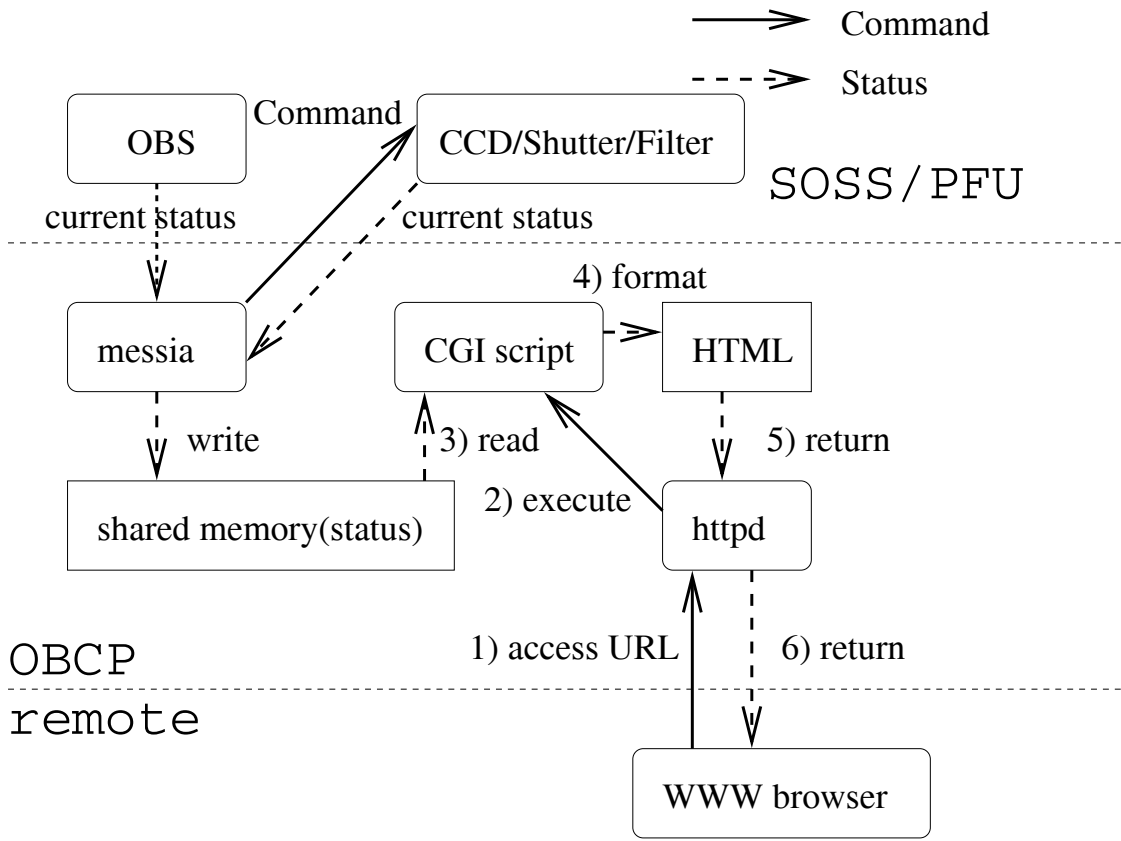 Command
Status
OBS
Command
CCD/Shutter/Filter
SOSS/PFU
current status
current status
4) format
messia
CGI script
HTML
write
3) read
5) return
2) execute
shared memory(status)
httpd
OBCP
1) access URL
6) return
remote
WWW browser